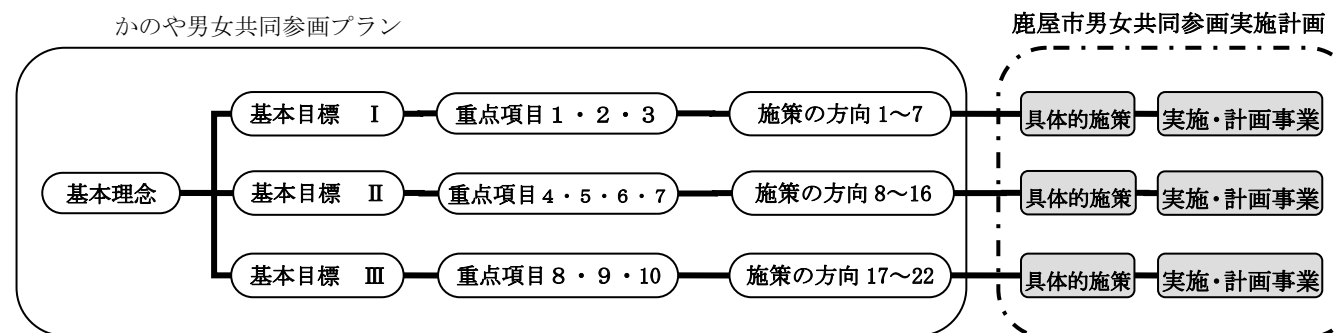 かのや男女共同参画プラン
鹿屋市男女共同参画実施計画
基本目標　Ⅰ
重点項目１・２・３
施策の方向 1～7
具体的施策
実施・計画事業
基本理念
基本目標　Ⅱ
重点項目４・５・６・７
施策の方向 8～16
具体的施策
実施・計画事業
基本目標　Ⅲ
重点項目８・９・10
施策の方向 17～22
具体的施策
実施・計画事業